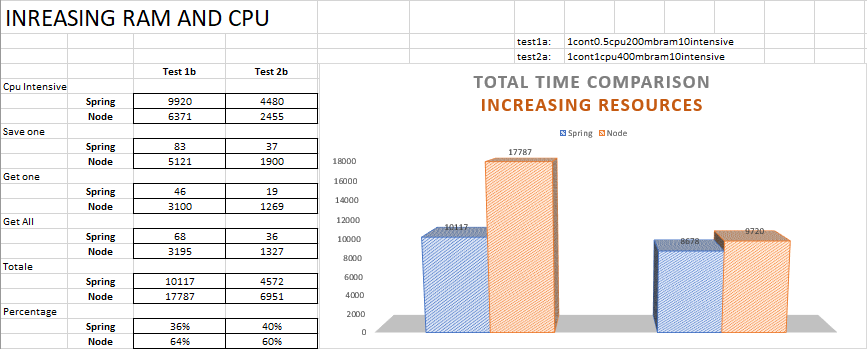 INREASING RAM AND CPU
test1a: 1cont0.5cpu200mbram10intensive
test2a: 1cont1cpu400mbram10intensive
Test 1b Test 2b
Cpu Intensive
Spring 9920 4480
Node 6371 2455
Save one
Spring 83 37
Node 5121 1900
Get one
Spring 46 19
Node 3100 1269
Get All
Spring 68 36
Node 3195 1327
Totale
Spring 10117 4572
Node 17787 6951
Percentage
Spring 36% 40%
Node 64% 60%
TOTAL TIME COMPARISON
INCREASING RESOURCES
Spring Node
18000
16000
14000
12000
10000
8000
6000
4000
2000
0
10117
17787
8678
9720